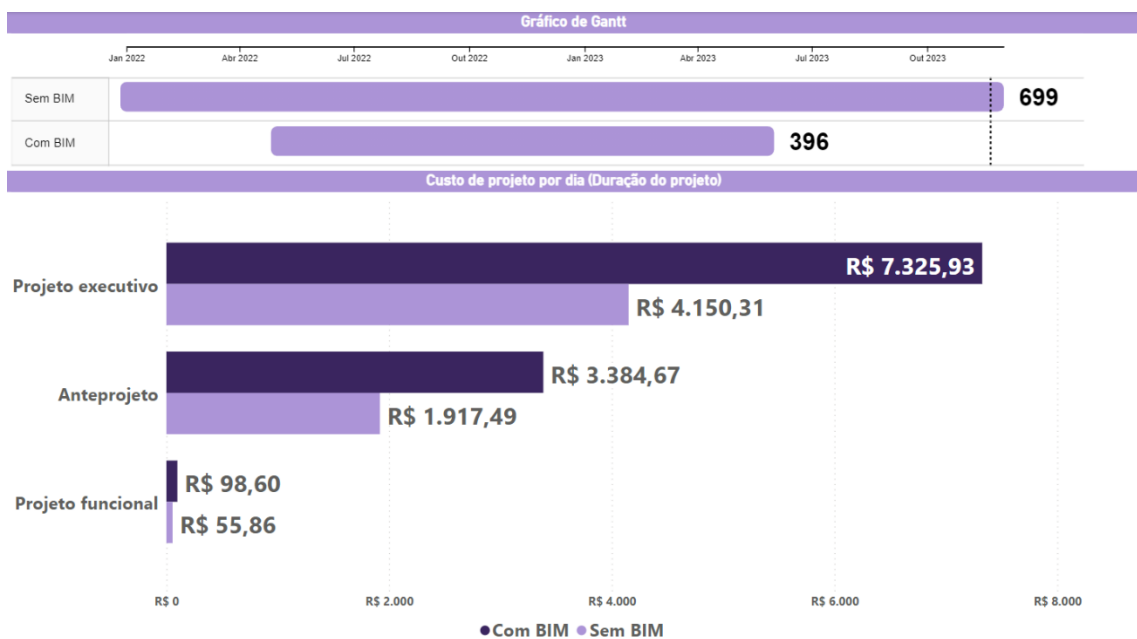 Gráfico de Gantt
Jan 2022 Abr 2022 Jul 2022 Out 2022 Jan 2023 Abr 2023 Jul 2023 Out 2023
Sem BIM 699
Com BIM 396
Custo de projeto por dia (Duração do projeto)
Projeto executivo
R$ 7.325,93
R$ 4.150,31
Anteprojeto
R$ 3.384,67
R$ 1.917,49
Projeto funcional
R$ 98,60
R$ 55,86
R$ 0 R$ 2.000 R$ 4.000 R$ 6.000 R$ 8.000
Com BIM Sem BIM